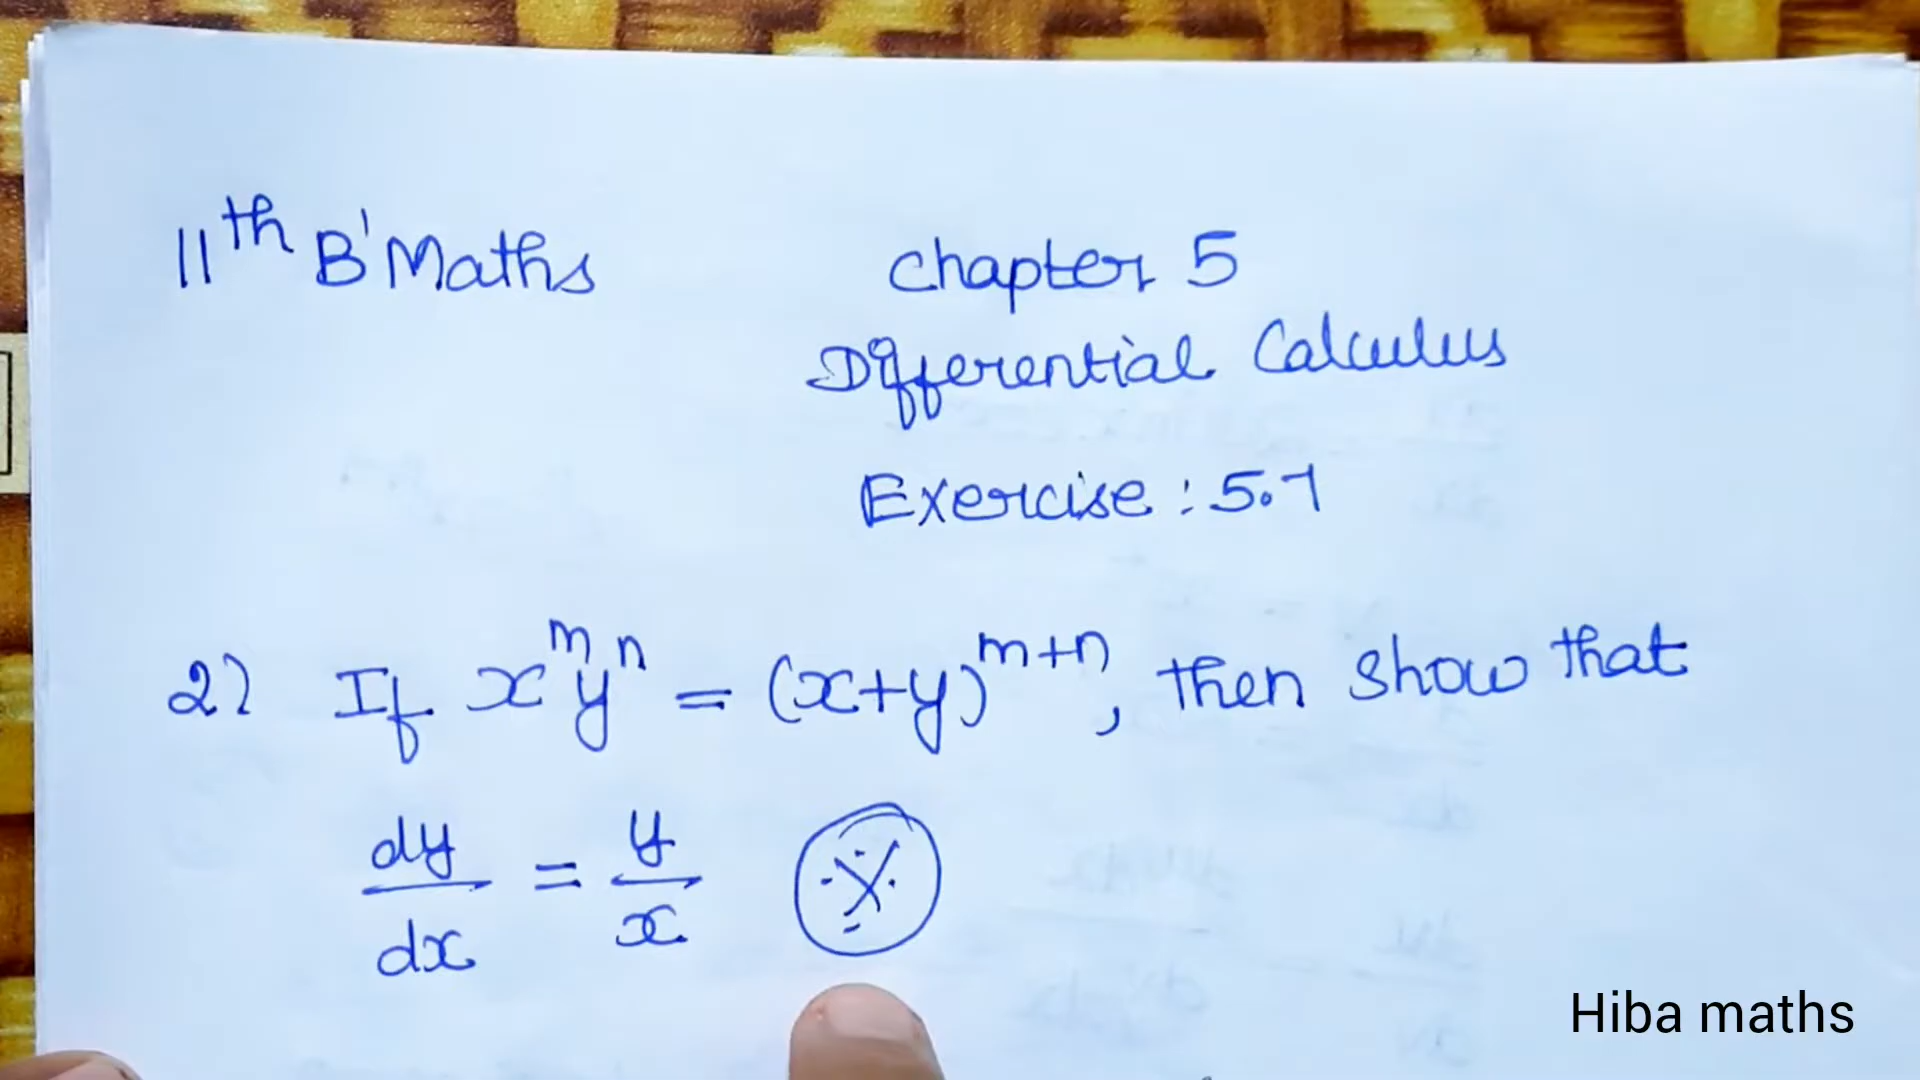 11th B'Maths
Chapter 5
Differential Calculus
Exercise : 5.7
2) If x^m y^n = (x+y)^{m+n}, then show that
dy/dx = y/x
Hiba maths